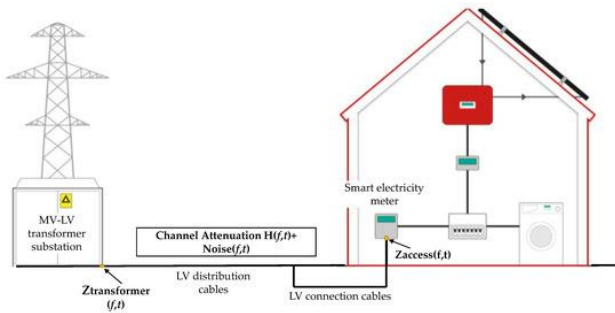 MV-LV
transformer
substation
Channel Attenuation H(f,t)+
Noise(f,t)
Smart electricity
meter
Ztransformer
(f,t)
LV distribution
cables
Zaccess(f,t)
LV connection cables